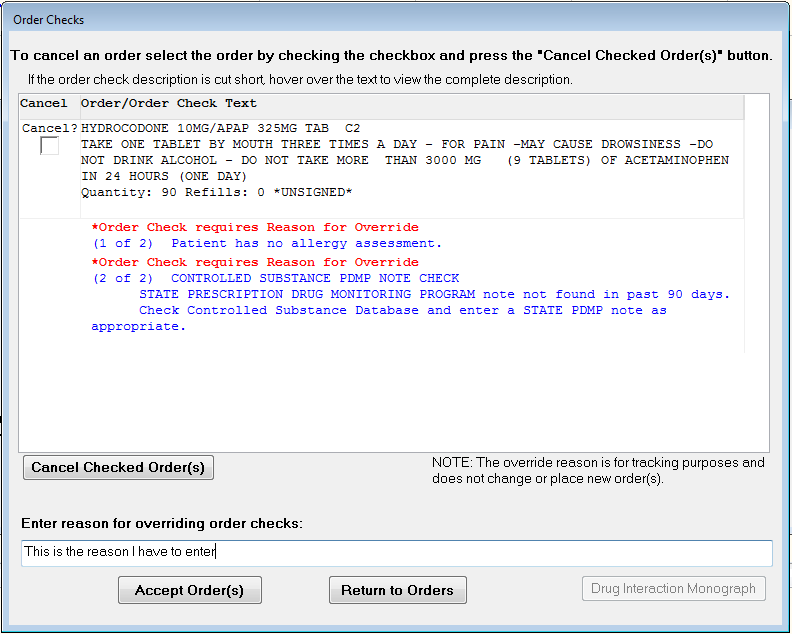 Order Checks
To cancel an order select the order by checking the checkbox and press the "Cancel Checked Order(s)" button.
If the order check description is cut short, hover over the text to view the complete description.
Cancel Order/Order Check Text
Cancel? HYDROCODONE 10MG/APAP 325MG TAB C2
TAKE ONE TABLET BY MOUTH THREE TIMES A DAY - FOR PAIN -MAY CAUSE DROWSINESS -DO
NOT DRINK ALCOHOL - DO NOT TAKE MORE THAN 3000 MG (9 TABLETS) OF ACETAMINOPHEN
IN 24 HOURS (ONE DAY)
Quantity: 90 Refills: 0 *UNSIGNED*
*Order Check requires Reason for Override
(1 of 2) Patient has no allergy assessment.
*Order Check requires Reason for Override
(2 of 2) CONTROLLED SUBSTANCE PDMP NOTE CHECK
STATE PRESCRIPTION DRUG MONITORING PROGRAM note not found in past 90 days.
Check Controlled Substance Database and enter a STATE PDMP note as
appropriate.
Cancel Checked Order(s)
NOTE: The override reason is for tracking purposes and
does not change or place new order(s).
Enter reason for overriding order checks:
This is the reason I have to enter
Accept Order(s)
Return to Orders
Drug Interaction Monograph